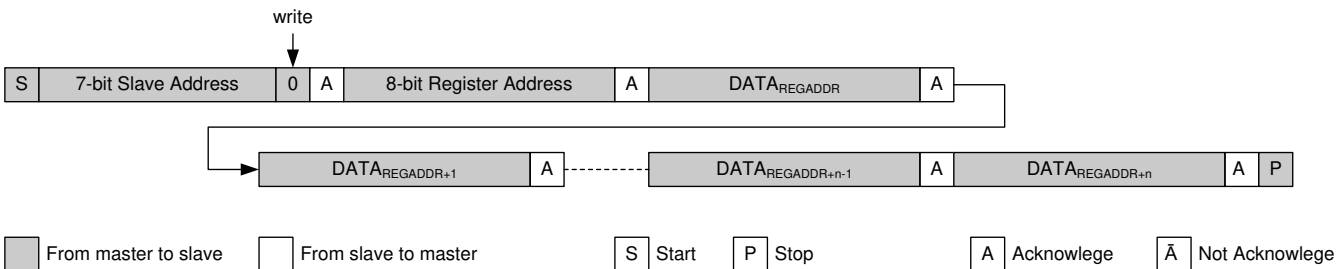 write
S 7-bit Slave Address 0 A 8-bit Register Address A DATAREGADDR A
DATAREGADDR+1 A DATAREGADDR+n-1 A DATAREGADDR+n A P
From master to slave From slave to master S Start P Stop A Acknowlege Ā Not Acknowlege